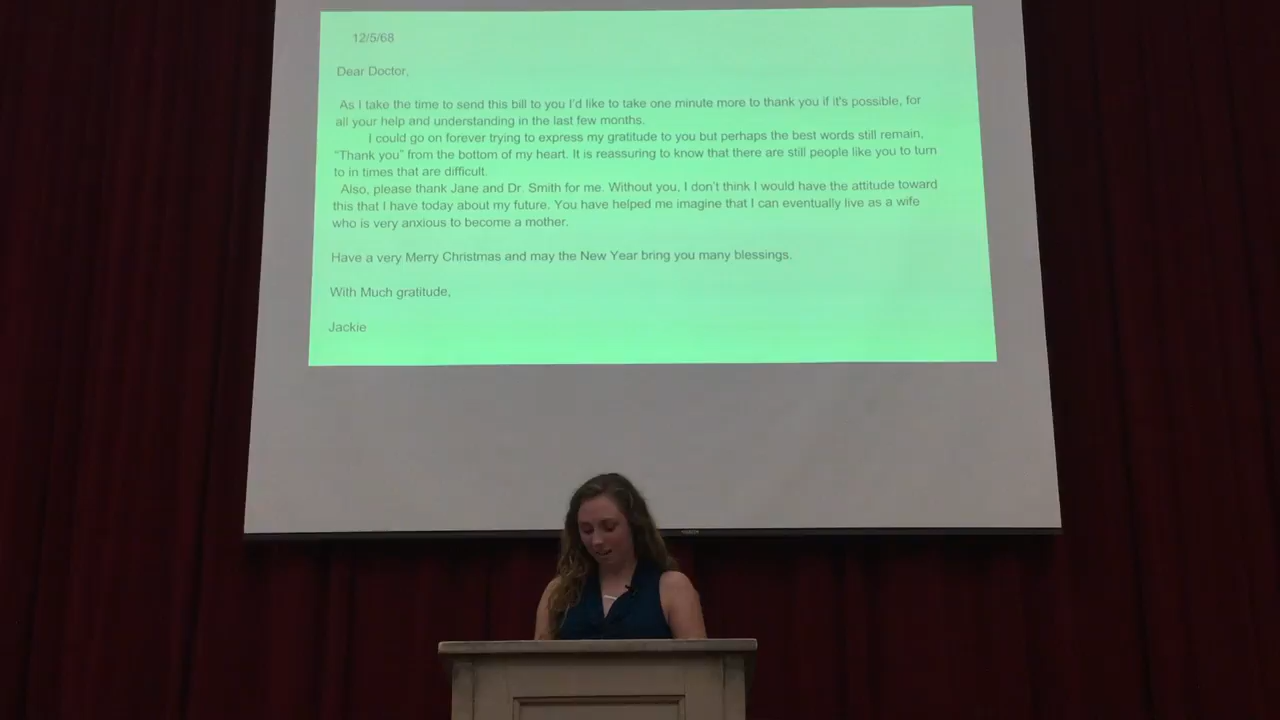 12/5/68
Dear Doctor,
As I take the time to send this bill to you I'd like to take one minute more to thank you if it's possible, for
all your help and understanding in the last few months.
I could go on forever trying to express my gratitude to you but perhaps the best words still remain,
"Thank you" from the bottom of my heart. It is reassuring to know that there are still people like you to turn
to in times that are difficult.
Also, please thank Jane and Dr. Smith for me. Without you, I don't think I would have the attitude toward
this that I have today about my future. You have helped me imagine that I can eventually live as a wife
who is very anxious to become a mother.
Have a very Merry Christmas and may the New Year bring you many blessings.
With Much gratitude,
Jackie